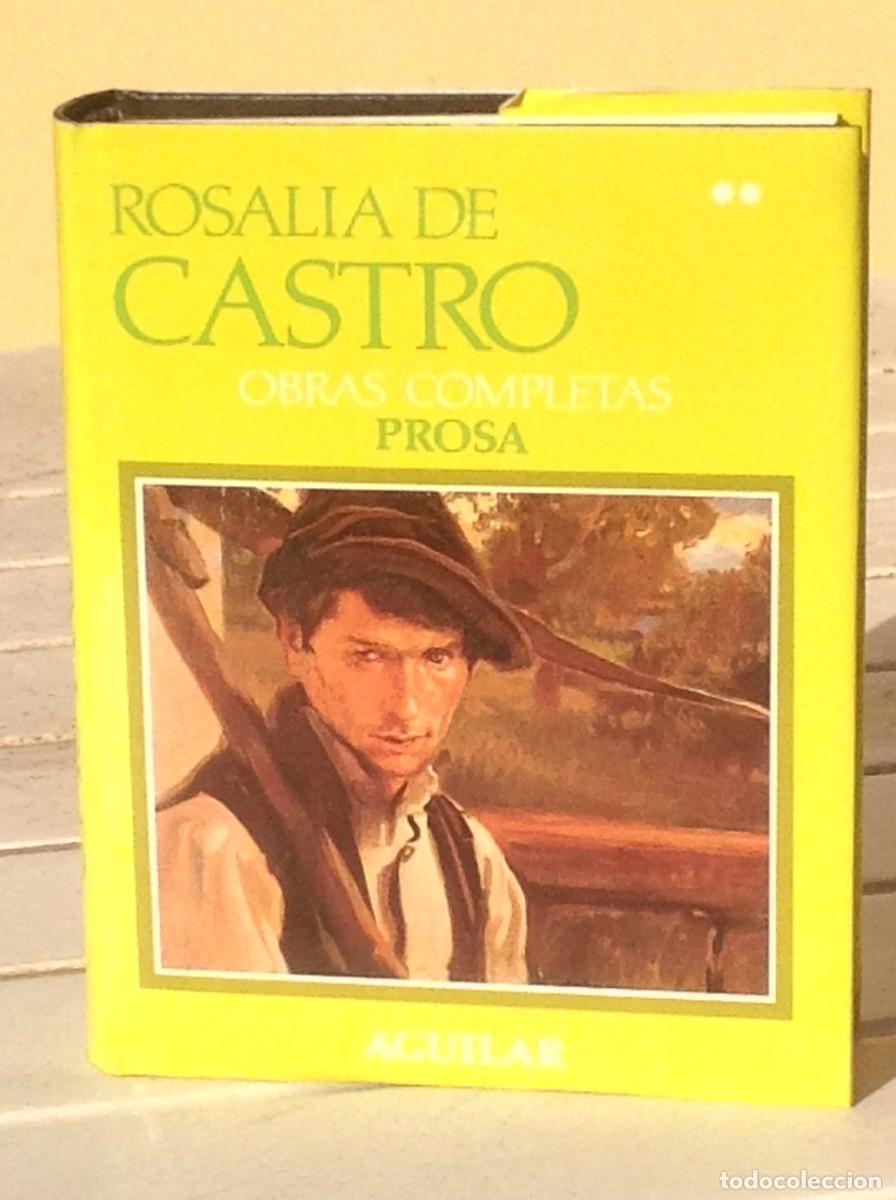 ROSALIA DE
**
CASTRO
OBRAS COMPLETAS
PROSA
AGUILAR
todocoleccion